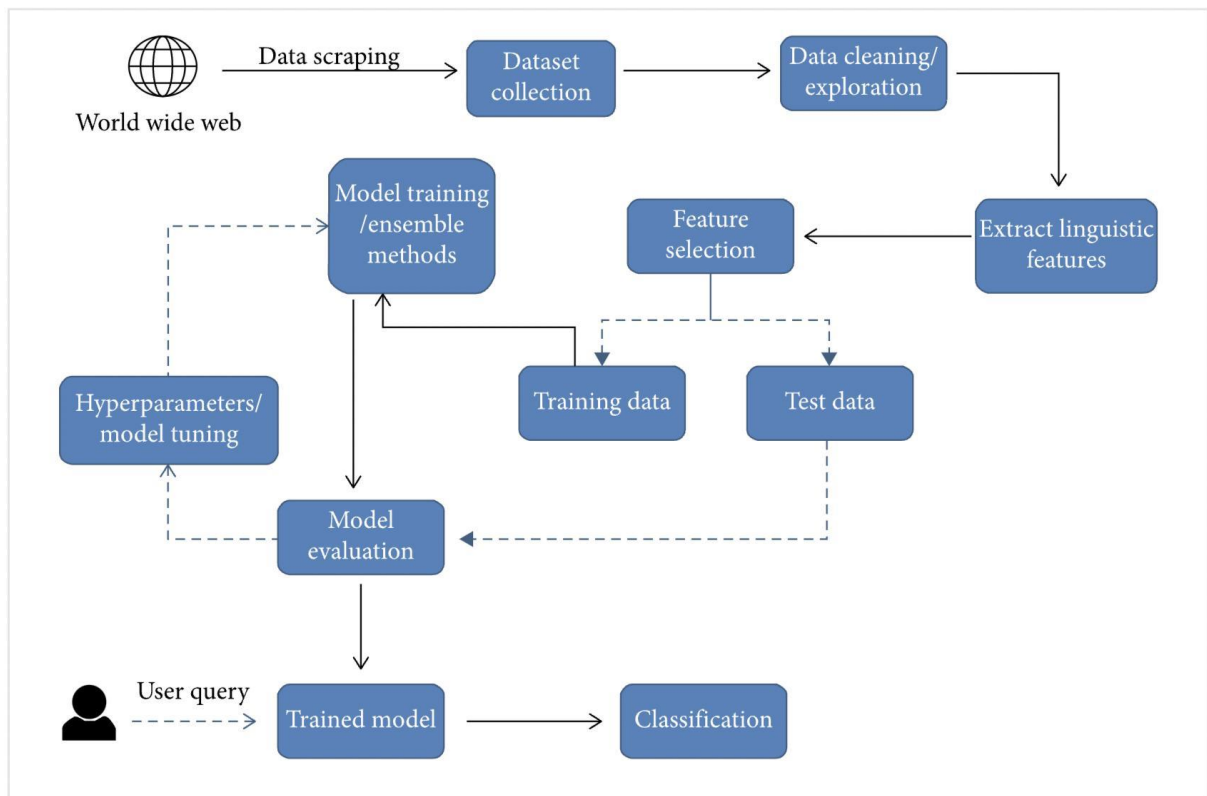 Data scraping
World wide web
Dataset
collection
Data cleaning/
exploration
Model training
/ensemble
methods
Feature
selection
Extract linguistic
features
Hyperparameters/
model tuning
Training data
Test data
Model
evaluation
User query
Trained model
Classification